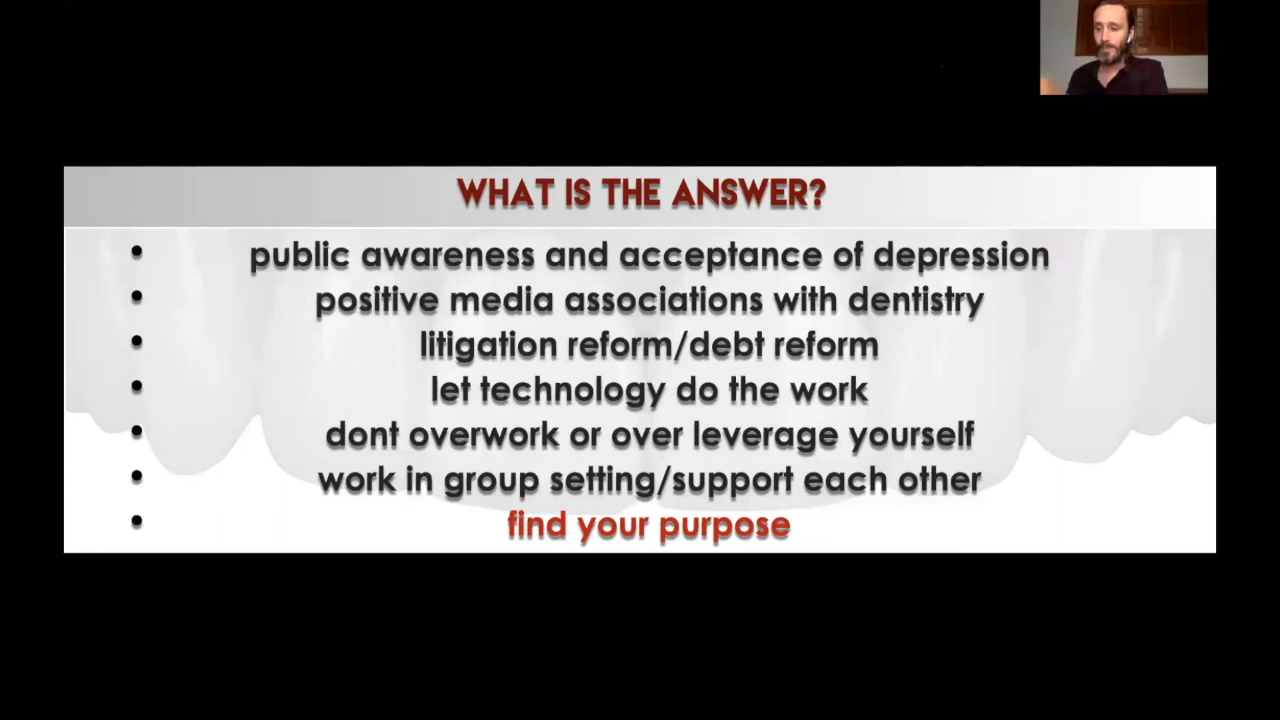 WHAT IS THE ANSWER?
• public awareness and acceptance of depression
• positive media associations with dentistry
• litigation reform/debt reform
• let technology do the work
• dont overwork or over leverage yourself
• work in group setting/support each other
• find your purpose